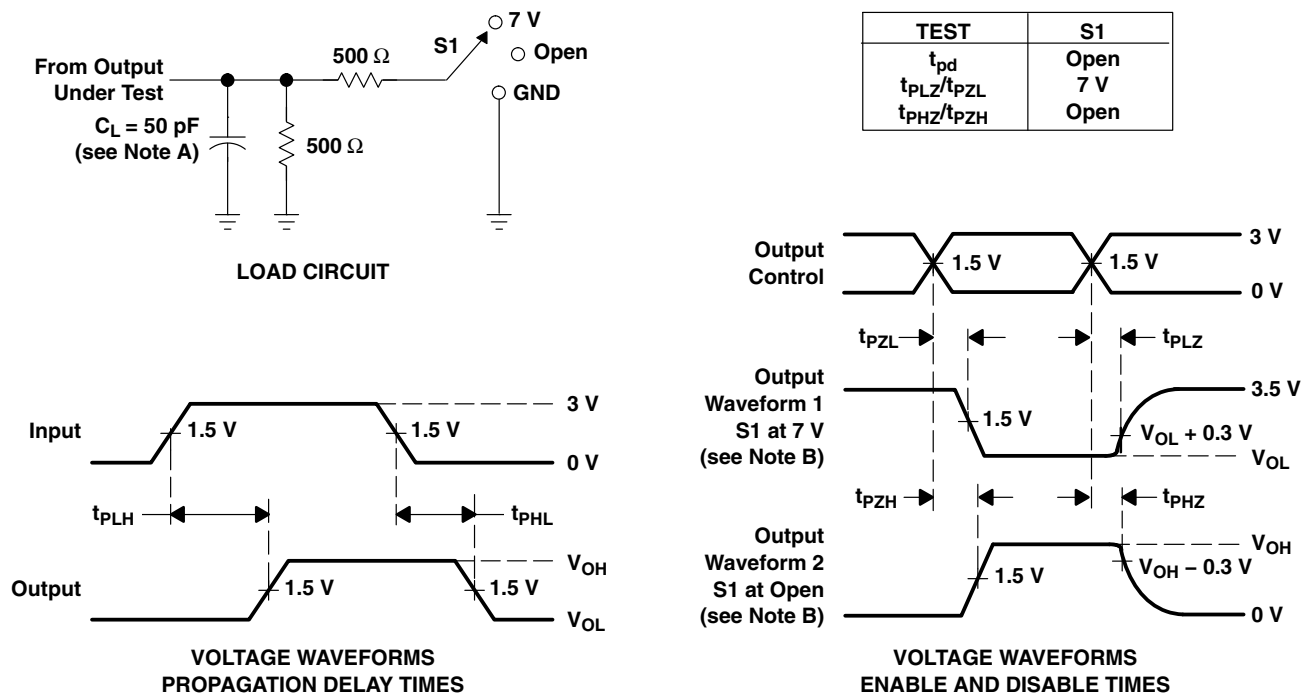 7 V
S1
Open
500 Ω
From Output
Under Test
GND
C_L = 50 pF
(see Note A)
500 Ω
LOAD CIRCUIT
TEST S1
t_pd Open
t_PLZ/t_PZL 7 V
t_PHZ/t_PZH Open
Input
3 V
1.5 V
1.5 V
0 V
t_PLH
t_PHL
Output
V_OH
1.5 V
1.5 V
V_OL
VOLTAGE WAVEFORMS
PROPAGATION DELAY TIMES
Output
Control
3 V
1.5 V
1.5 V
0 V
t_PZL
t_PLZ
Output
Waveform 1
S1 at 7 V
(see Note B)
3.5 V
1.5 V
V_OL + 0.3 V
V_OL
t_PZH
t_PHZ
Output
Waveform 2
S1 at Open
(see Note B)
V_OH
1.5 V
V_OH − 0.3 V
0 V
VOLTAGE WAVEFORMS
ENABLE AND DISABLE TIMES